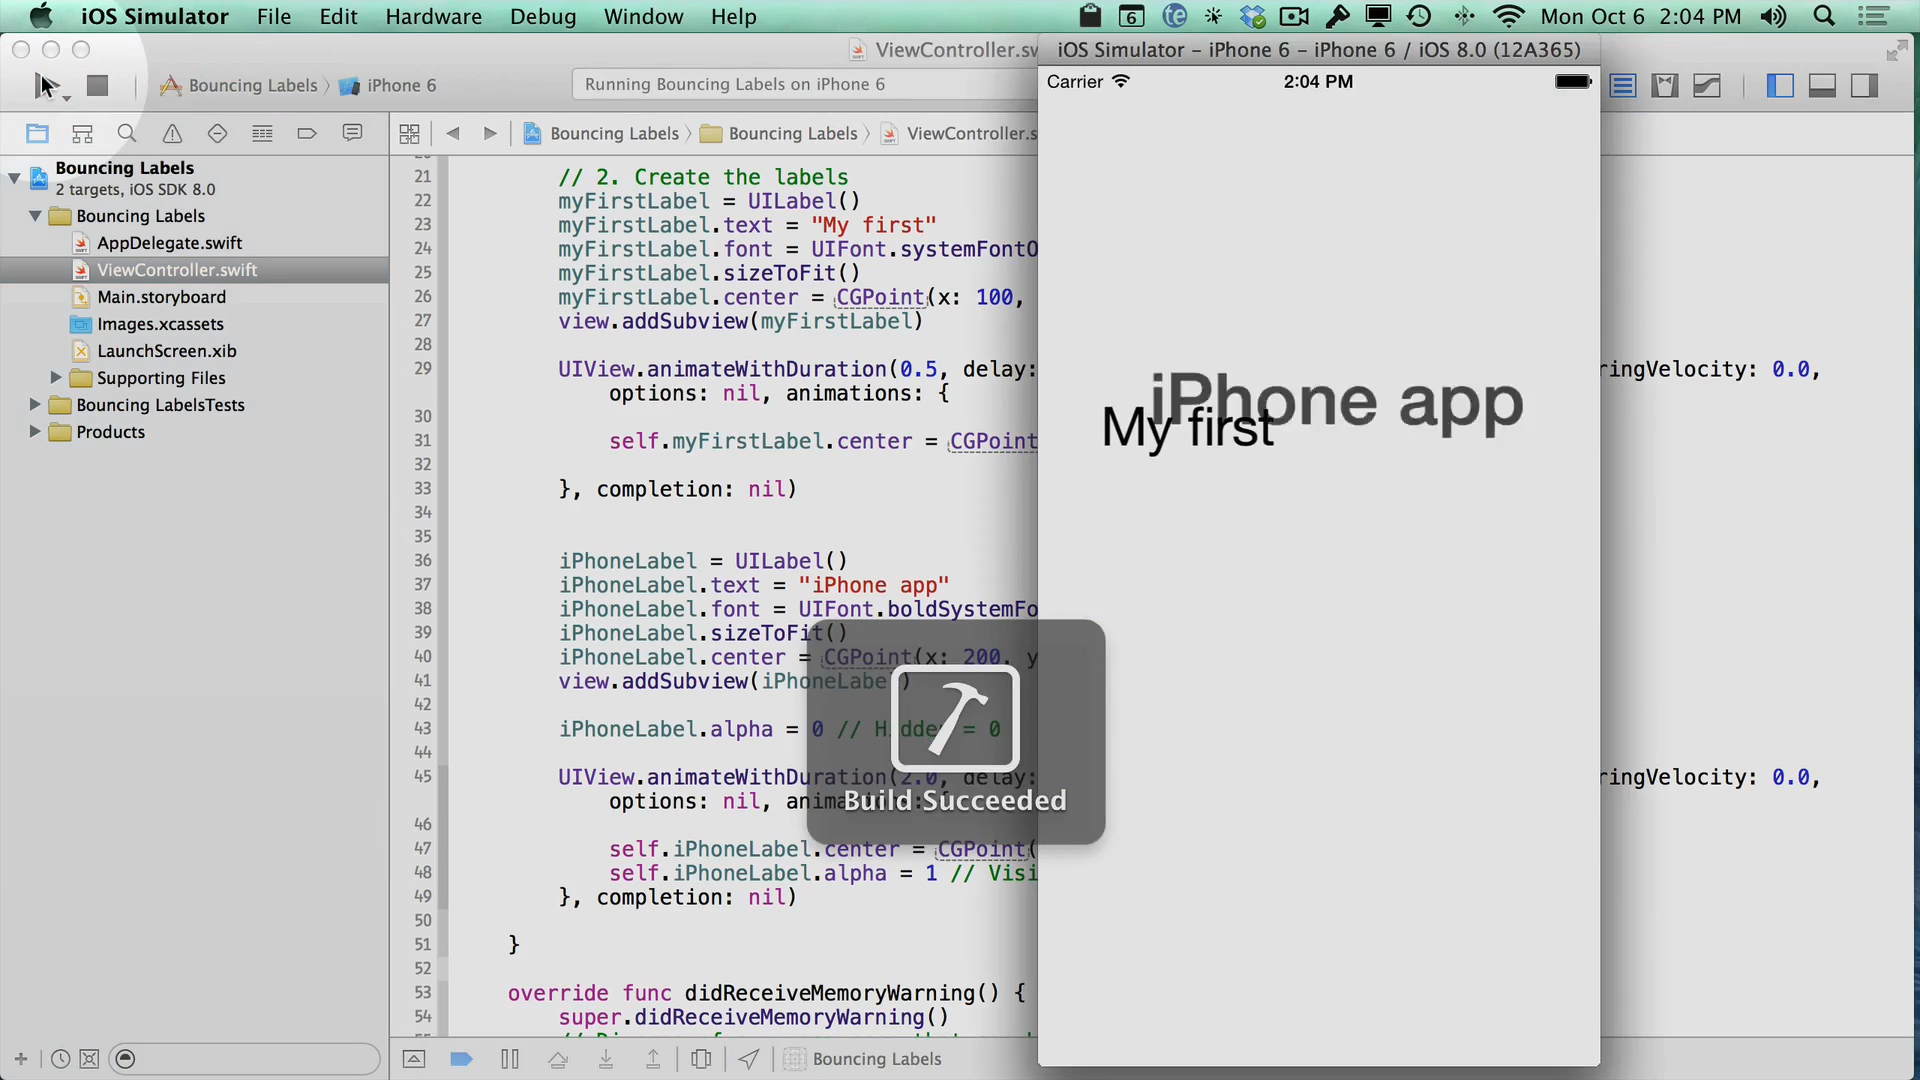 iOS Simulator File Edit Hardware Debug Window Help 6 te Mon Oct 6 2:04 PM
ViewController.sw
iOS Simulator - iPhone 6 - iPhone 6 / iOS 8.0 (12A365)
Bouncing Labels iPhone 6
Running Bouncing Labels on iPhone 6
Carrier 2:04 PM
Bouncing Labels Bouncing Labels ViewController.s
Bouncing Labels
2 targets, iOS SDK 8.0
Bouncing Labels
AppDelegate.swift
ViewController.swift
Main.storyboard
Images.xcassets
LaunchScreen.xib
Supporting Files
Bouncing LabelsTests
Products
21 // 2. Create the labels
22 myFirstLabel = UILabel()
23 myFirstLabel.text = "My first"
24 myFirstLabel.font = UIFont.systemFontO
25 myFirstLabel.sizeToFit()
26 myFirstLabel.center = CGPoint(x: 100,
27 view.addSubview(myFirstLabel)
28
29 UIView.animateWithDuration(0.5, delay: ringVelocity: 0.0,
options: nil, animations: {
30
31 self.myFirstLabel.center = CGPoint
32
33 }, completion: nil)
34
35
36 iPhoneLabel = UILabel()
37 iPhoneLabel.text = "iPhone app"
38 iPhoneLabel.font = UIFont.boldSystemFo
39 iPhoneLabel.sizeToFit()
40 iPhoneLabel.center = CGPoint(x: 200, y
41 view.addSubview(iPhoneLabel)
42
43 iPhoneLabel.alpha = 0 // Hidden = 0
44
45 UIView.animateWithDuration(2.0, delay: ringVelocity: 0.0,
options: nil, animations: {
46
47 self.iPhoneLabel.center = CGPoint(
48 self.iPhoneLabel.alpha = 1 // Visi
49 }, completion: nil)
50
51 }
52
53 override func didReceiveMemoryWarning() {
54 super.didReceiveMemoryWarning()
iPhone app
My first
Build Succeeded
Bouncing Labels